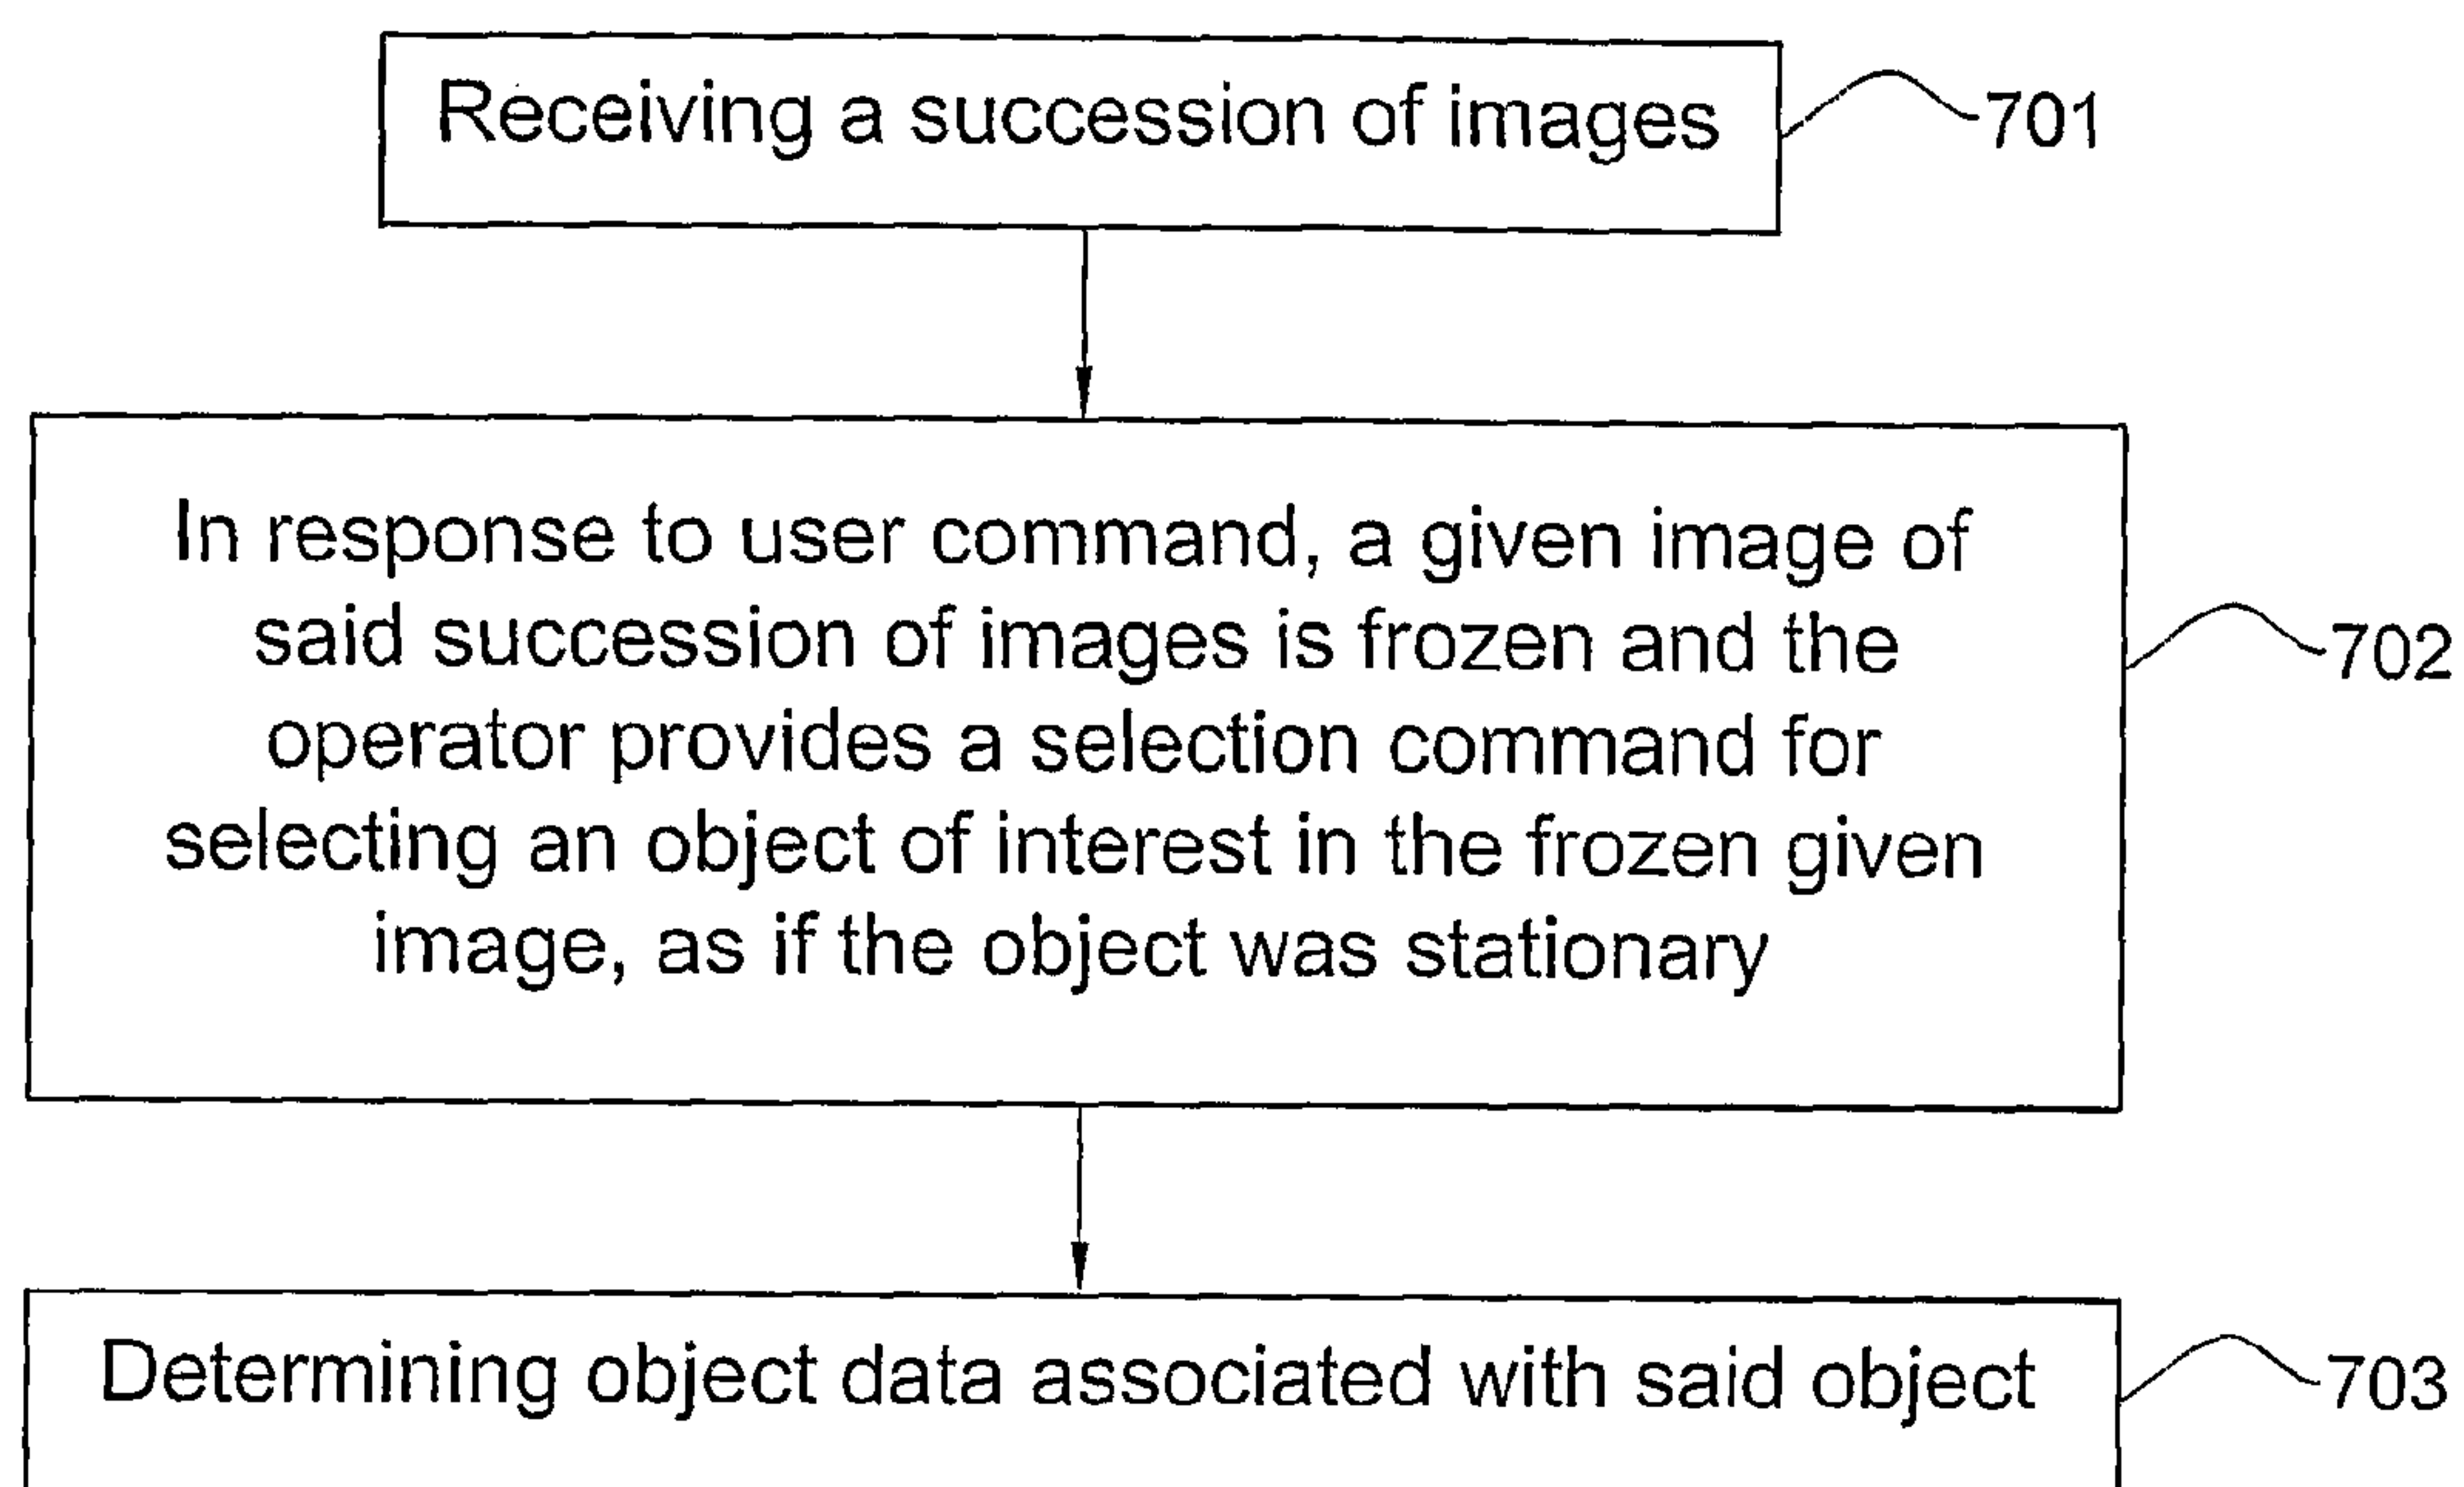 Receiving a succession of images
701
In response to user command, a given image of
said succession of images is frozen and the
operator provides a selection command for
selecting an object of interest in the frozen given
image, as if the object was stationary
702
Determining object data associated with said object
703